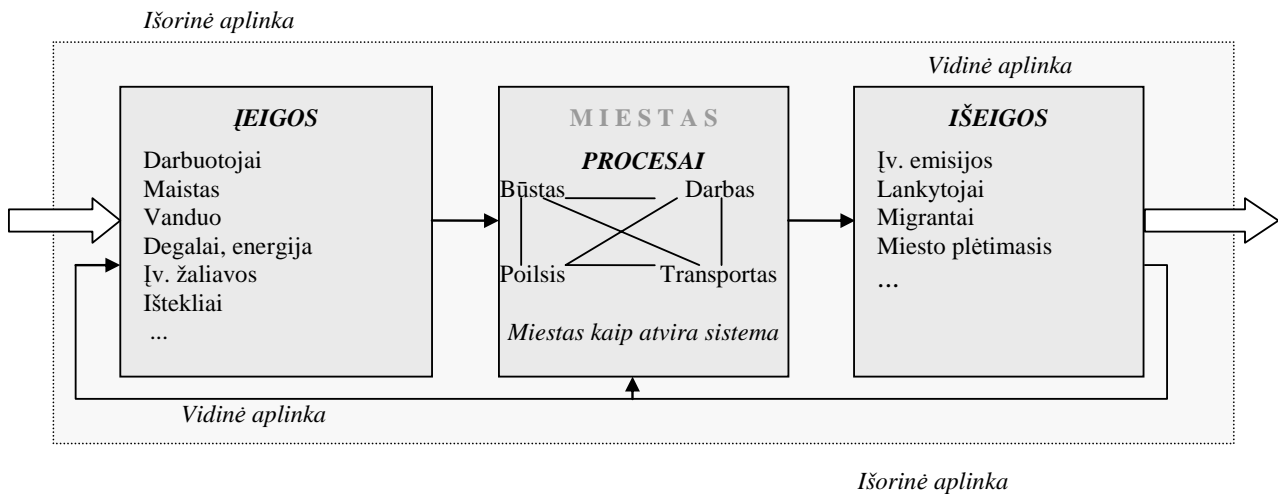 Išorinė aplinka
Vidinė aplinka
ĮEIGOS
Darbuotojai
Maistas
Vanduo
Degalai, energija
Įv. žaliavos
Ištekliai
...
MIESTAS
PROCESAI
Būstas Darbas
Poilsis Transportas
Miestas kaip atvira sistema
IŠEIGOS
Įv. emisijos
Lankytojai
Migrantai
Miesto plėtimasis
...
Vidinė aplinka
Išorinė aplinka